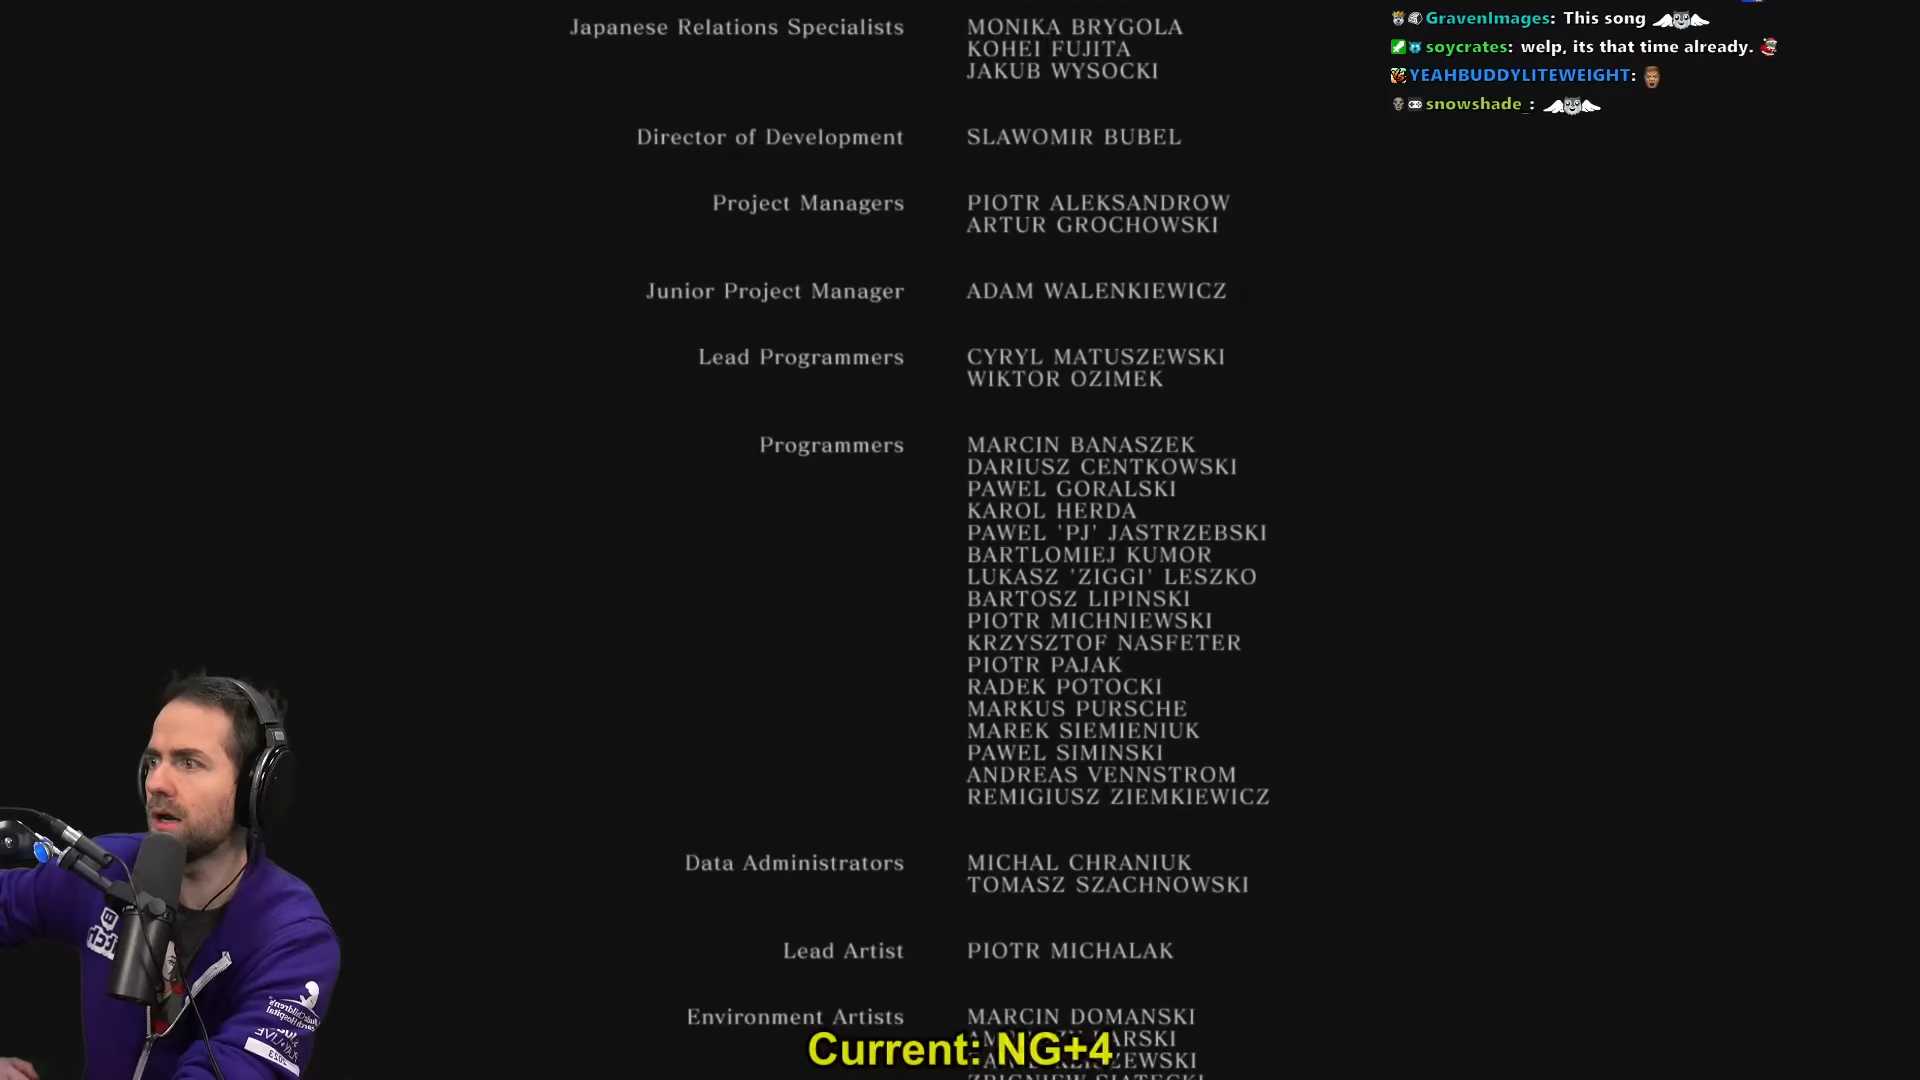 Japanese Relations Specialists MONIKA BRYGOLA
KOHEI FUJITA
JAKUB WYSOCKI
Director of Development SLAWOMIR BUBEL
Project Managers PIOTR ALEKSANDROW
ARTUR GROCHOWSKI
Junior Project Manager ADAM WALENKIEWICZ
Lead Programmers CYRYL MATUSZEWSKI
WIKTOR OZIMEK
Programmers MARCIN BANASZEK
DARIUSZ CENTKOWSKI
PAWEL GORALSKI
KAROL HERDA
PAWEL 'PJ' JASTRZEBSKI
BARTLOMIEJ KUMOR
LUKASZ 'ZIGGI' LESZKO
BARTOSZ LIPINSKI
PIOTR MICHNIEWSKI
KRZYSZTOF NASFETER
PIOTR PAJAK
RADEK POTOCKI
MARKUS PURSCHE
MAREK SIEMIENIUK
PAWEL SIMINSKI
ANDREAS VENNSTROM
REMIGIUSZ ZIEMKIEWICZ
Data Administrators MICHAL CHRANIUK
TOMASZ SZACHNOWSKI
Lead Artist PIOTR MICHALAK
Environment Artists MARCIN DOMANSKI
Current: NG+4
GravenImages: This song
soycrates: welp, its that time already.
YEAHBUDDYLITEWEIGHT:
snowshade_: